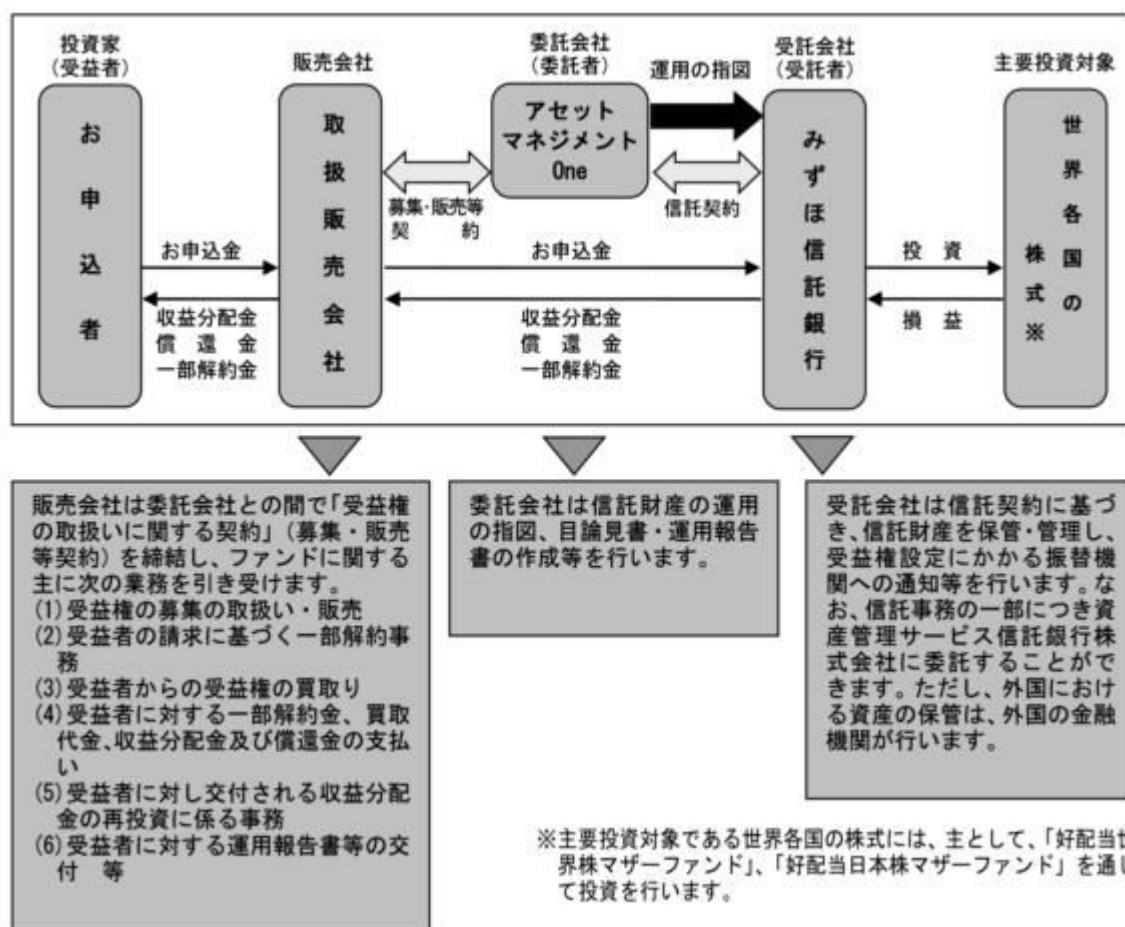 投資家
(受益者)
お申込者
販売会社
取扱販売会社
委託会社
(委託者)
アセット
マネジメント
One
運用の指図
受託会社
(受託者)
みずほ信託銀行
主要投資対象
世界各国の
株式※
募集・販売等
契　約
信託契約
お申込金
収益分配金
償還金
一部解約金
お申込金
収益分配金
償還金
一部解約金
投資
損益
販売会社は委託会社との間で「受益権
の取扱いに関する契約」(募集・販売
等契約)を締結し、ファンドに関する
主に次の業務を引き受けます。
(1)受益権の募集の取扱い・販売
(2)受益者の請求に基づく一部解約事
務
(3)受益者からの受益権の買取り
(4)受益者に対する一部解約金、買取
代金、収益分配金及び償還金の支払
い
(5)受益者に対し交付される収益分配
金の再投資に係る事務
(6)受益者に対する運用報告書等の交
付　等
委託会社は信託財産の運用
の指図、目論見書・運用報告
書の作成等を行います。
受託会社は信託契約に基づ
き、信託財産を保管・管理し、
受益権設定にかかる振替機
関への通知等を行います。な
お、信託事務の一部につき資
産管理サービス信託銀行株
式会社に委託することがで
きます。ただし、外国におけ
る資産の保管は、外国の金融
機関が行います。
※主要投資対象である世界各国の株式には、主として、「好配当世
界株マザーファンド」、「好配当日本株マザーファンド」を通じ
て投資を行います。